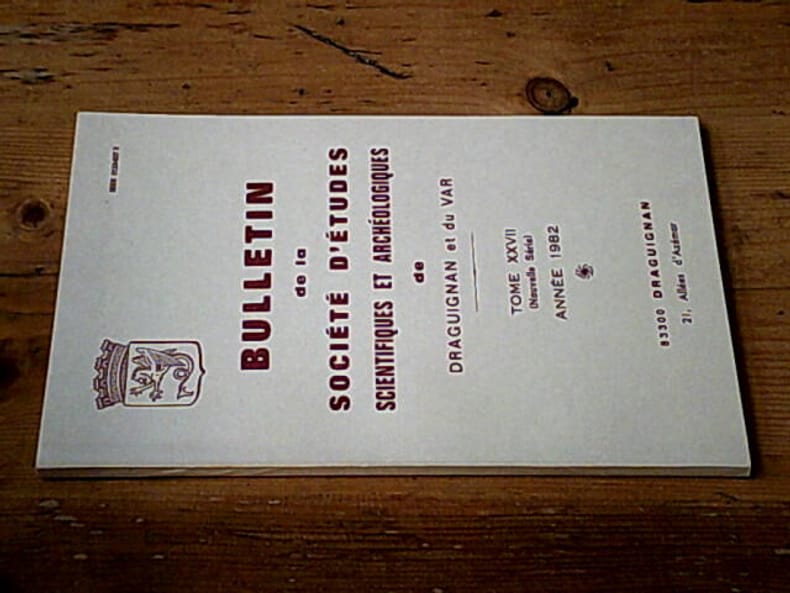 BULLETIN
de la
SOCIÉTÉ D'ÉTUDES
SCIENTIFIQUES ET ARCHÉOLOGIQUES
de
DRAGUIGNAN et du VAR
TOME XXVII
(Nouvelle Série)
ANNÉE 1982
83300 DRAGUIGNAN
21, Allées d'Azémar